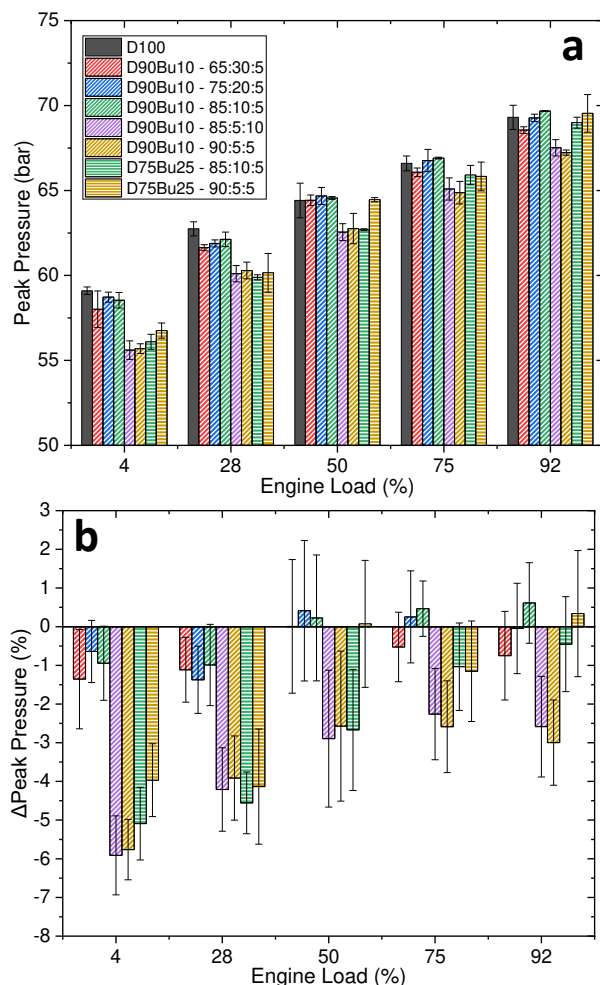 75
70
65
60
55
50
Peak Pressure (bar)
a
D100
D90Bu10 - 65:30:5
D90Bu10 - 75:20:5
D90Bu10 - 85:10:5
D90Bu10 - 85:5:10
D90Bu10 - 90:5:5
D75Bu25 - 85:10:5
D75Bu25 - 90:5:5
4 28 50 75 92
Engine Load (%)
b
3
2
1
0
-1
-2
-3
-4
-5
-6
-7
-8
ΔPeak Pressure (%)
4 28 50 75 92
Engine Load (%)